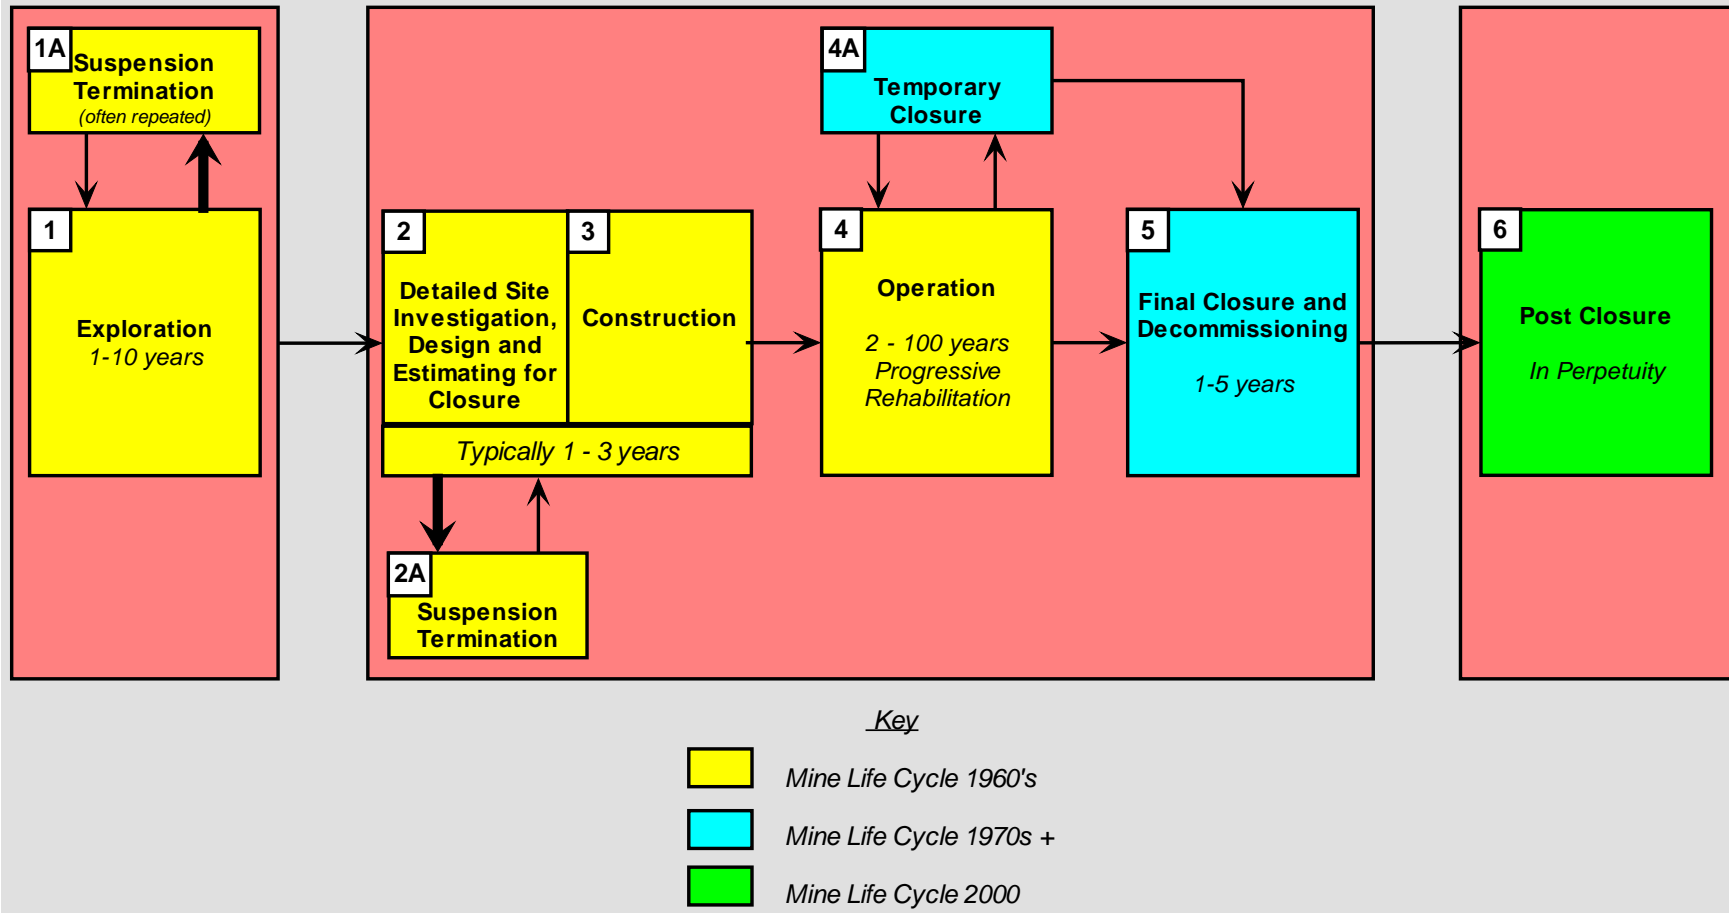 1A
Suspension
Termination
(often repeated)
1
Exploration
1-10 years
2
Detailed Site
Investigation,
Design and
Estimating for
Closure
3
Construction
Typically 1 - 3 years
2A
Suspension
Termination
4A
Temporary
Closure
4
Operation
2 - 100 years
Progressive
Rehabilitation
5
Final Closure and
Decommissioning
1-5 years
6
Post Closure
In Perpetuity
Key
Mine Life Cycle 1960's
Mine Life Cycle 1970s +
Mine Life Cycle 2000